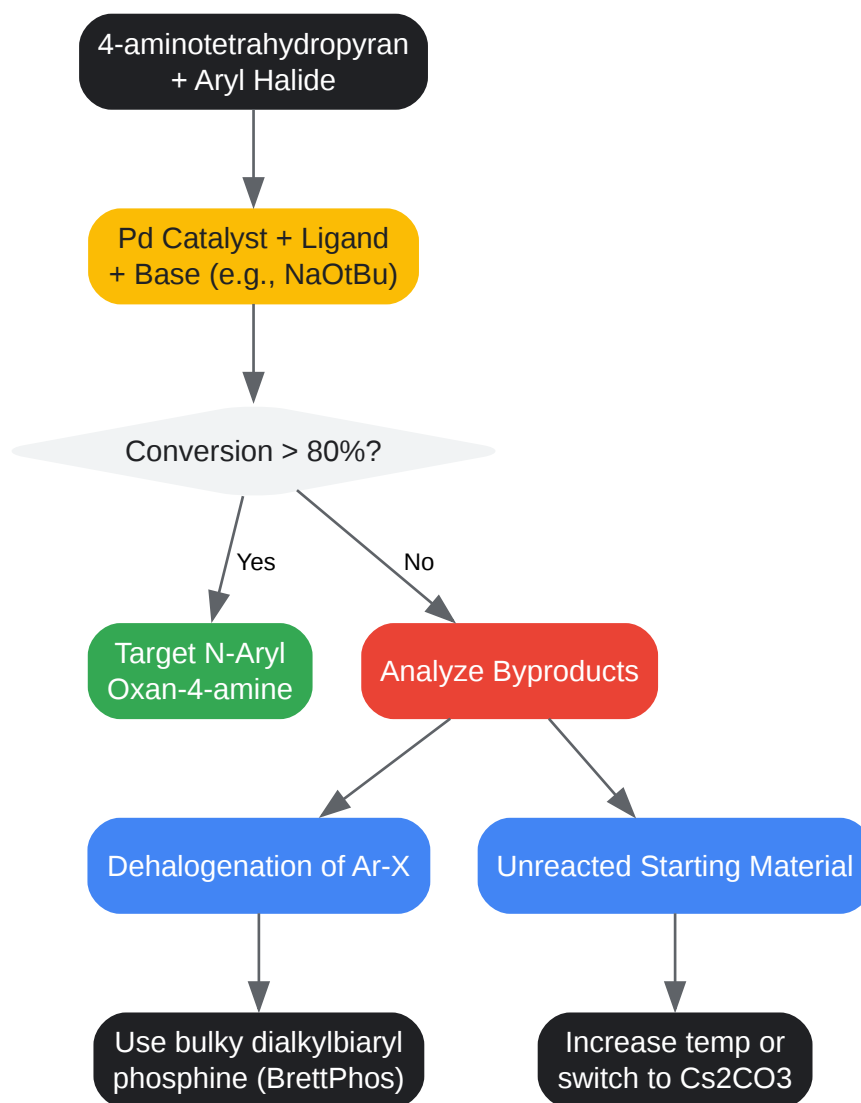 4-aminotetrahydropyran
+ Aryl Halide
Pd Catalyst + Ligand
+ Base (e.g., NaOtBu)
Conversion > 80%?
Yes
No
Target N-Aryl
Oxan-4-amine
Analyze Byproducts
Dehalogenation of Ar-X
Unreacted Starting Material
Use bulky dialkylbiaryl
phosphine (BrettPhos)
Increase temp or
switch to Cs2CO3